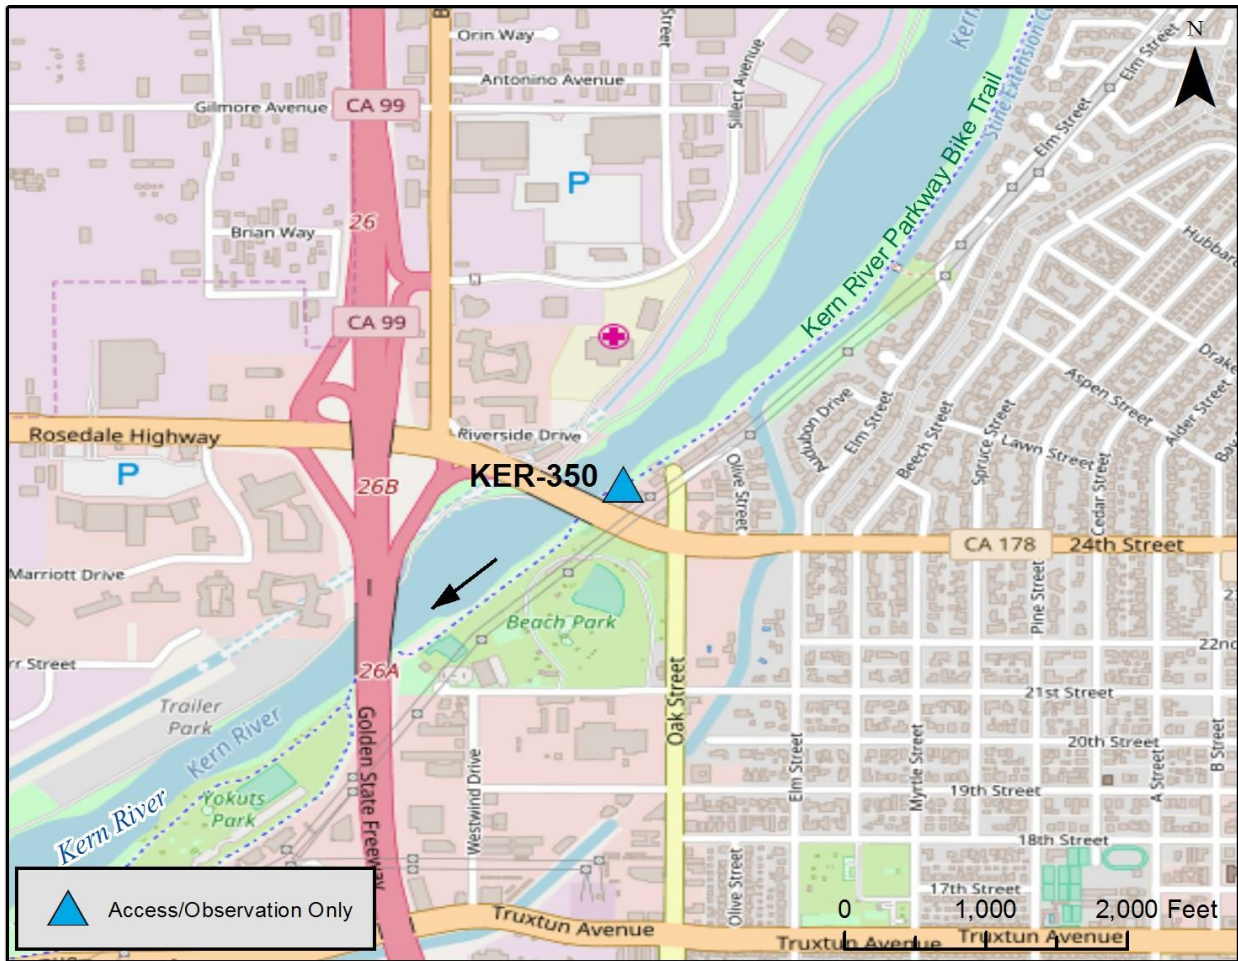 Orin Way
Street
Kern
N
Elm Street
Antonino Avenue
Sillect Avenue
Gilmore Avenue
CA 99
Elm Street
P
26
Brian Way
Kern River Parkway Bike Trail
CA 99
Hubbard
Drake
Aspen Street
Alder Street
Audubon Drive
Elm Street
Beech Street
Spruce Street
Lawn Street
Cedar Street
Rosedale Highway
Riverside Drive
P
KER-350
26B
Olive Street
CA 178
24th Street
Marriott Drive
Beach Park
Pine Street
22nd
rr Street
26A
21st Street
Trailer
Park
Kern River
Oak Street
Golden State Freeway
Westwind Drive
Elm Street
Myrtle Street
20th Street
A Street
B Street
19th Street
Yokuts
Park
Kern River
18th Street
Olive Street
17th Street
Access/Observation Only
0 1,000 2,000 Feet
Truxtun Avenue
Truxtun Avenue
Truxtun Avenue